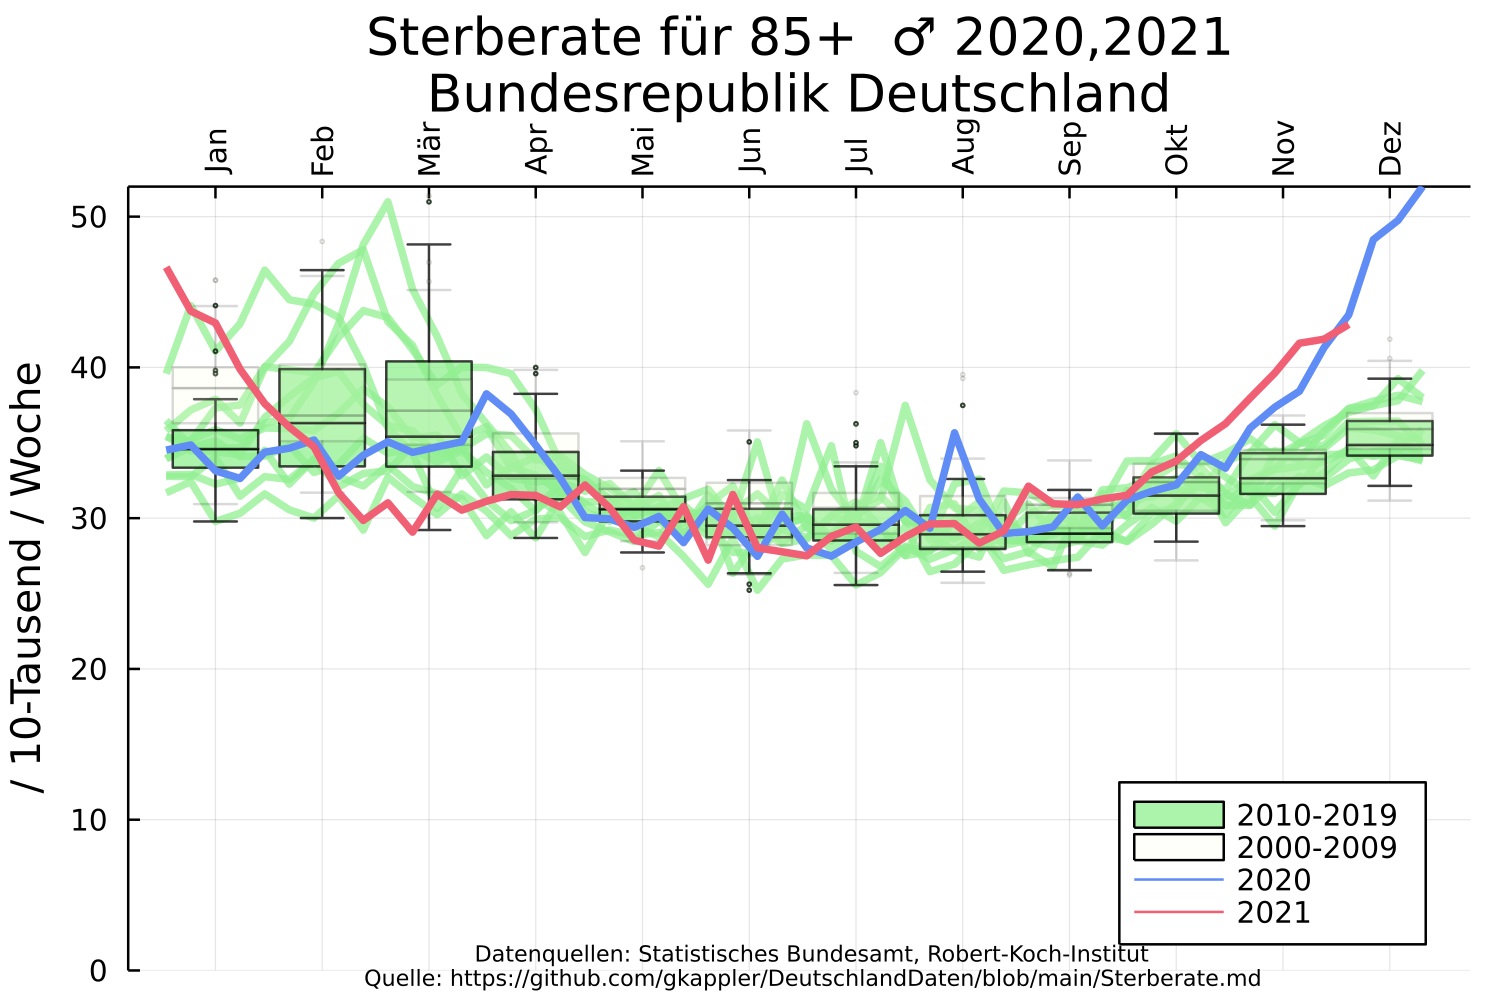 Sterberate für 85+ ♂ 2020,2021
Bundesrepublik Deutschland
Jan Feb Mär Apr Mai Jun Jul Aug Sep Okt Nov Dez
/ 10-Tausend / Woche
50
40
30
20
10
0
2010-2019
2000-2009
2020
2021
Datenquellen: Statistisches Bundesamt, Robert-Koch-Institut
Quelle: https://github.com/gkappler/DeutschlandDaten/blob/main/Sterberate.md